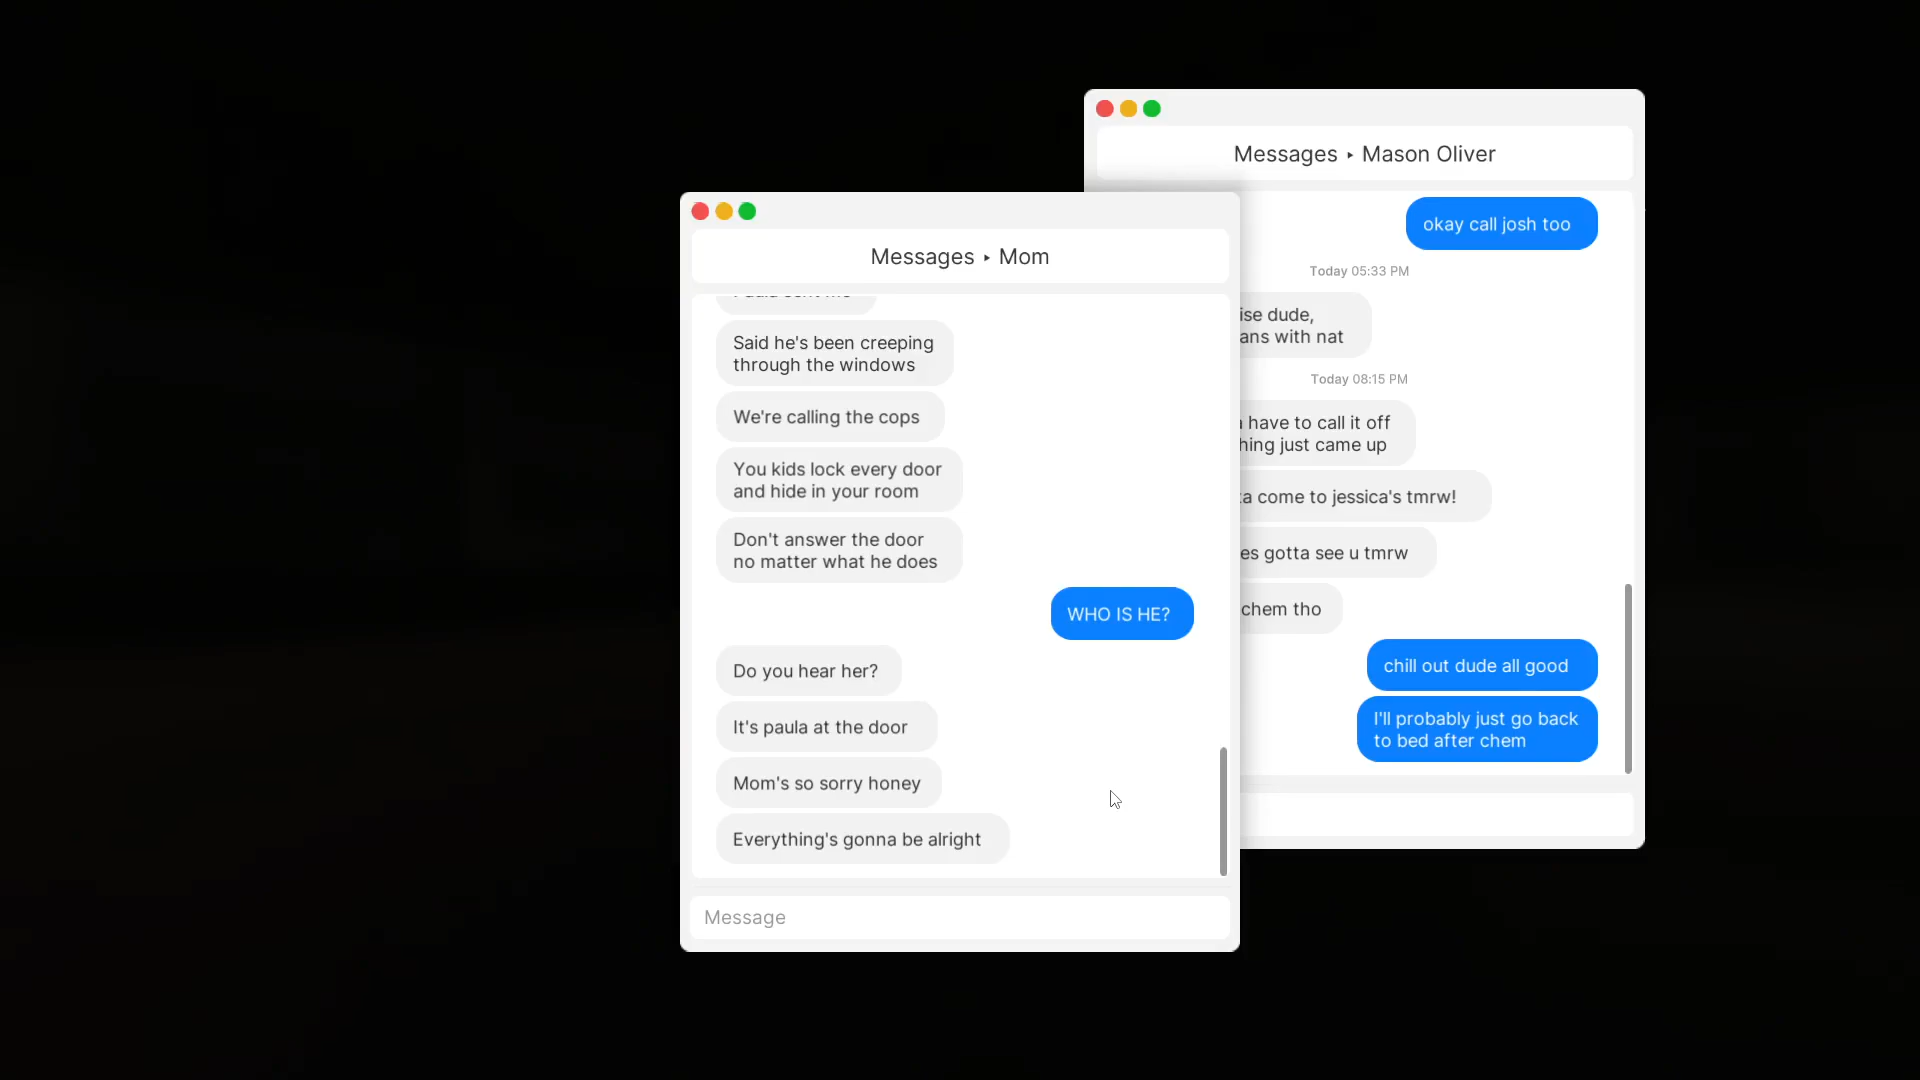 Messages ▸ Mason Oliver
okay call josh too
Today 05:33 PM
ise dude,
ans with nat
Today 08:15 PM
have to call it off
hing just came up
ta come to jessica's tmrw!
es gotta see u tmrw
chem tho
chill out dude all good
I'll probably just go back
to bed after chem
Messages ▸ Mom
Said he's been creeping
through the windows
We're calling the cops
You kids lock every door
and hide in your room
Don't answer the door
no matter what he does
WHO IS HE?
Do you hear her?
It's paula at the door
Mom's so sorry honey
Everything's gonna be alright
Message